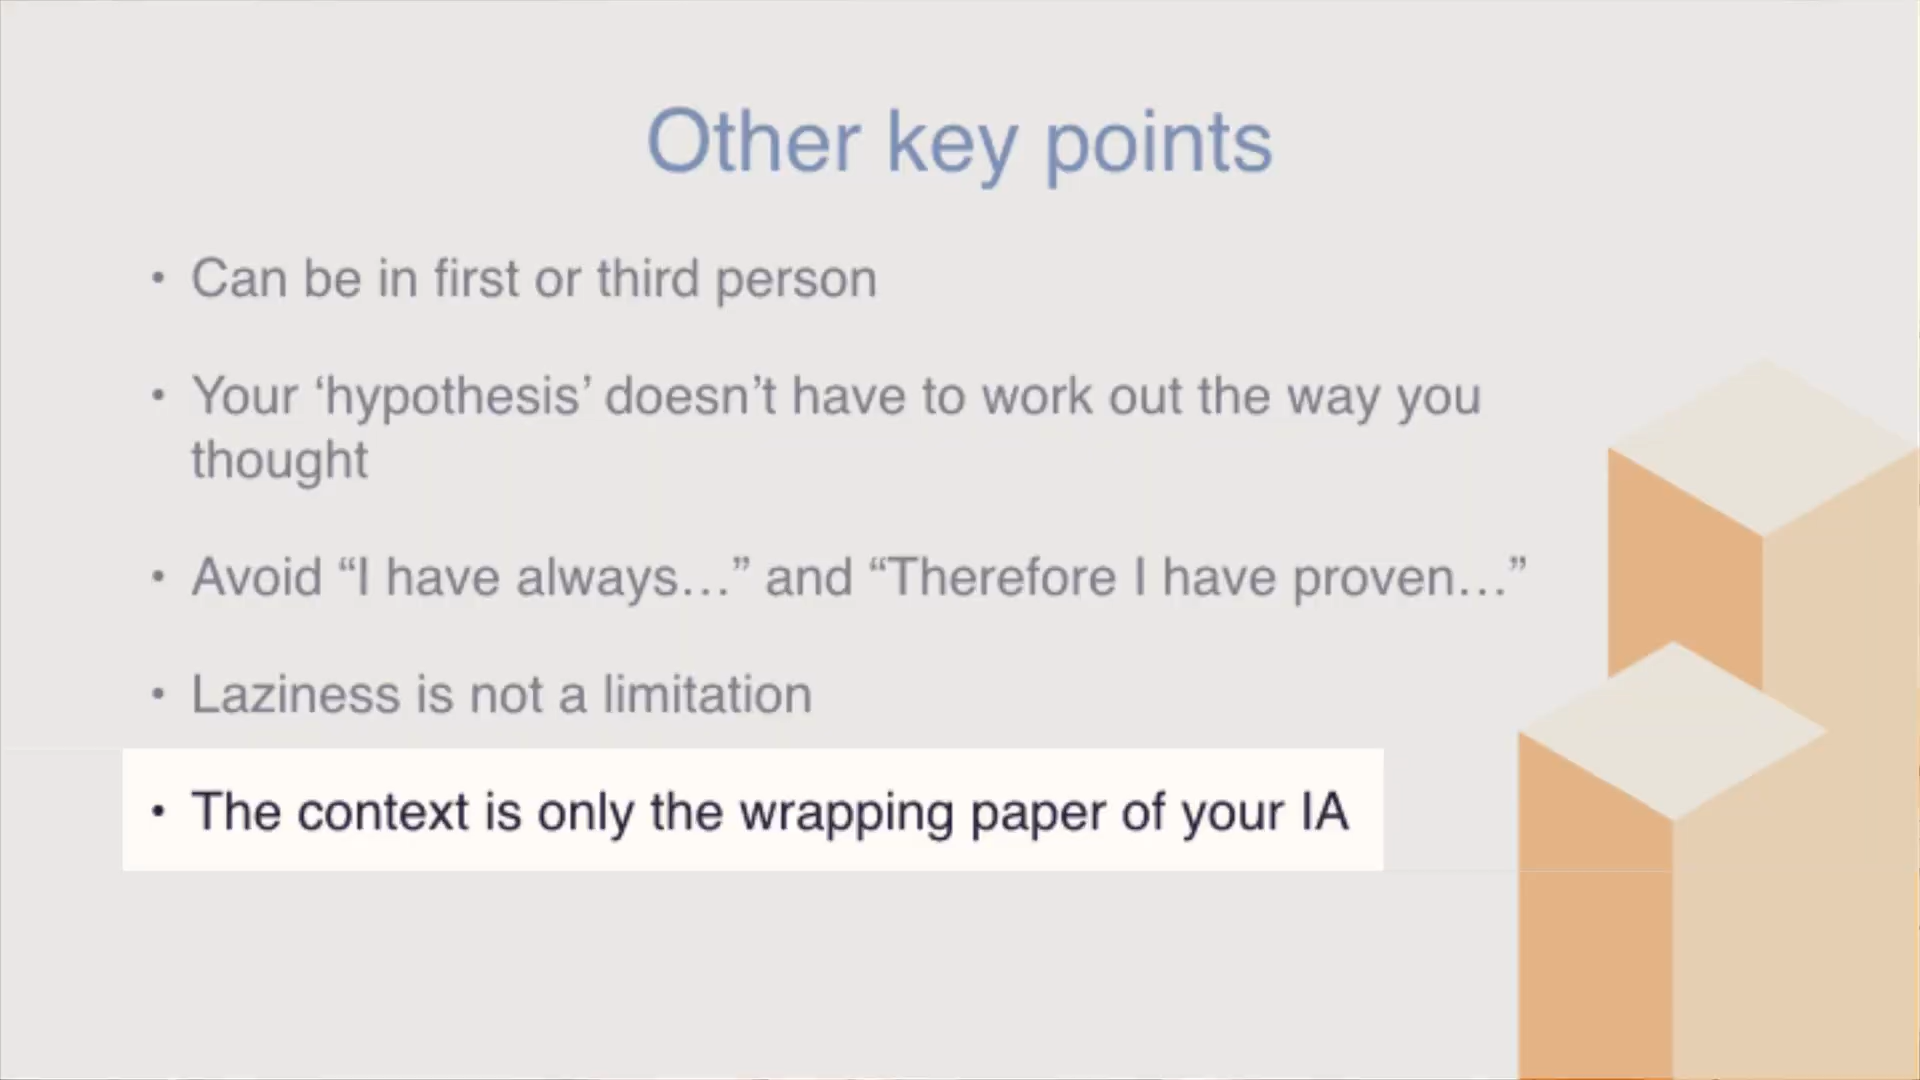 Other key points
• Can be in first or third person
• Your ‘hypothesis’ doesn’t have to work out the way you
thought
• Avoid “I have always…” and “Therefore I have proven…”
• Laziness is not a limitation
• The context is only the wrapping paper of your IA